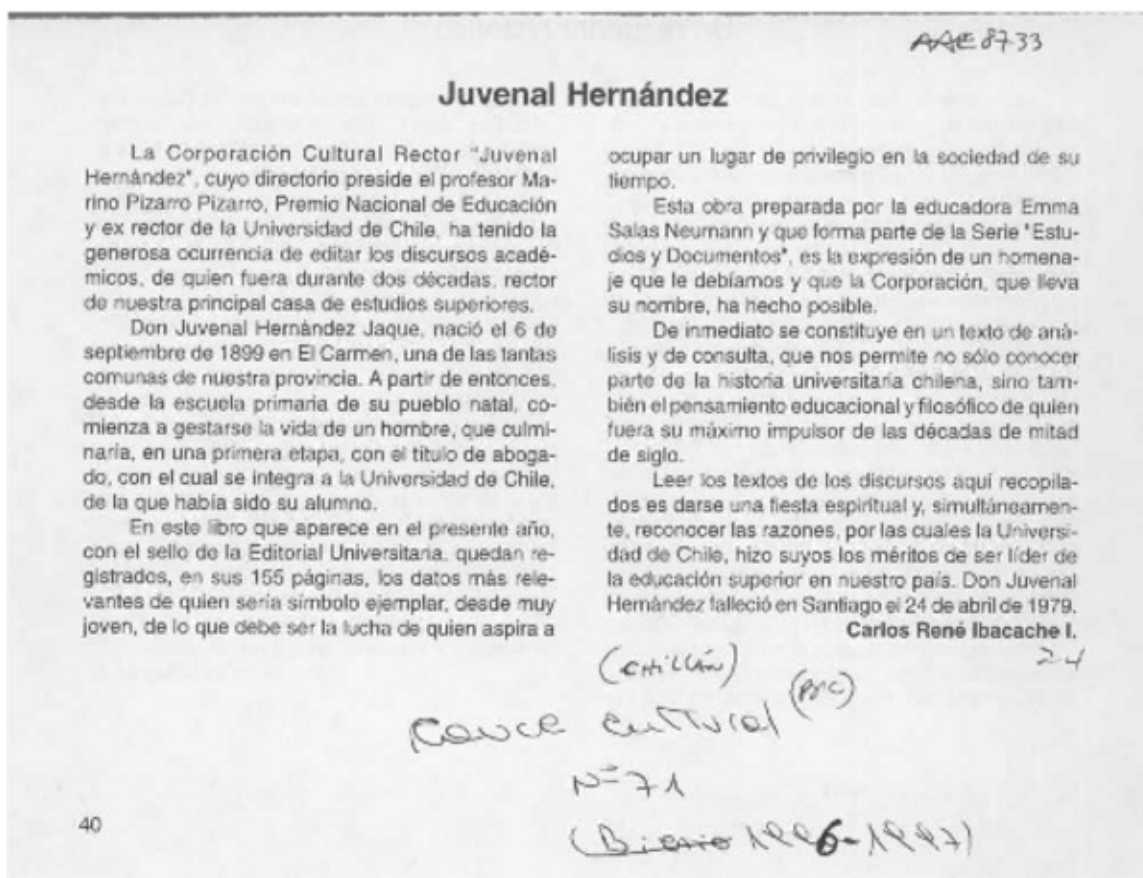 AAE 8733
Juvenal Hernández
La Corporación Cultural Rector "Juvenal
Hernández", cuyo directorio preside el profesor Ma-
rino Pizarro Pizarro, Premio Nacional de Educación
y ex rector de la Universidad de Chile, ha tenido la
generosa ocurrencia de editar los discursos acadé-
micos, de quien fuera durante dos décadas, rector
de nuestra principal casa de estudios superiores.
Don Juvenal Hernández Jaque, nació el 6 de
septiembre de 1899 en El Carmen, una de las tantas
comunas de nuestra provincia. A partir de entonces,
desde la escuela primaria de su pueblo natal, co-
mienza a gestarse la vida de un hombre, que culmi-
naría, en una primera etapa, con el título de aboga-
do, con el cual se integra a la Universidad de Chile,
de la que había sido su alumno.
En este libro que aparece en el presente año,
con el sello de la Editorial Universitaria, quedan re-
gistrados, en sus 155 páginas, los datos más rele-
vantes de quien sería símbolo ejemplar, desde muy
joven, de lo que debe ser la lucha de quien aspira a
ocupar un lugar de privilegio en la sociedad de su
tiempo.
Esta obra preparada por la educadora Emma
Salas Neumann y que forma parte de la Serie "Estu-
dios y Documentos", es la expresión de un homena-
je que le debíamos y que la Corporación, que lleva
su nombre, ha hecho posible.
De inmediato se constituye en un texto de aná-
lisis y de consulta, que nos permite no sólo conocer
parte de la historia universitaria chilena, sino tam-
bién el pensamiento educacional y filosófico de quien
fuera su máximo impulsor de las décadas de mitad
de siglo.
Leer los textos de los discursos aquí recopila-
dos es darse una fiesta espiritual y, simultáneamen-
te, reconocer las razones, por las cuales la Universi-
dad de Chile, hizo suyos los méritos de ser líder de
la educación superior en nuestro país. Don Juvenal
Hernández falleció en Santiago el 24 de abril de 1979.
Carlos René Ibacache I.
(Chillán)
Cauce Cultural
Nº 71
1996-1997)
40